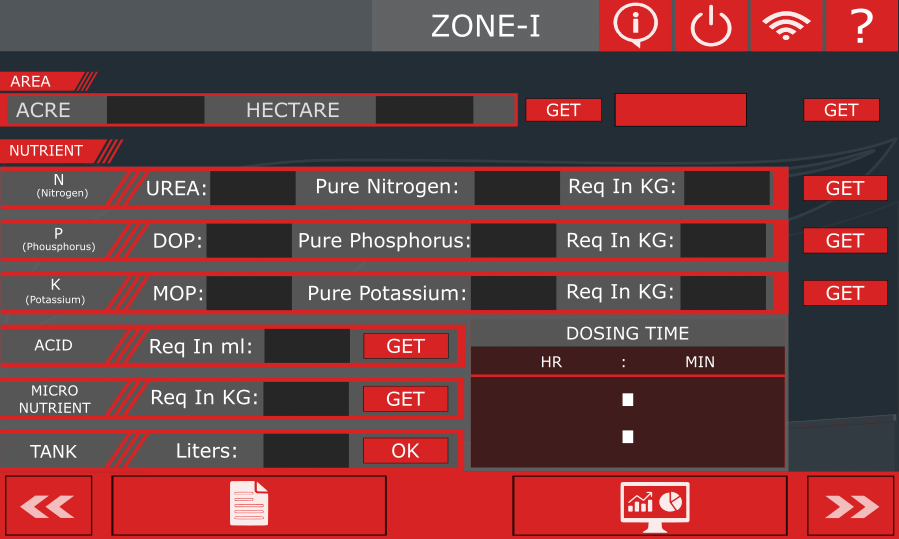 ZONE-I
i
?
AREA
ACRE HECTARE GET GET
NUTRIENT
N
(Nitrogen)
UREA: Pure Nitrogen: Req In KG: GET
P
(Phousphorus)
DOP: Pure Phosphorus: Req In KG: GET
K
(Potassium)
MOP: Pure Potassium: Req In KG: GET
ACID Req In ml: GET
MICRO
NUTRIENT
Req In KG: GET
TANK Liters: OK
DOSING TIME
HR : MIN
: